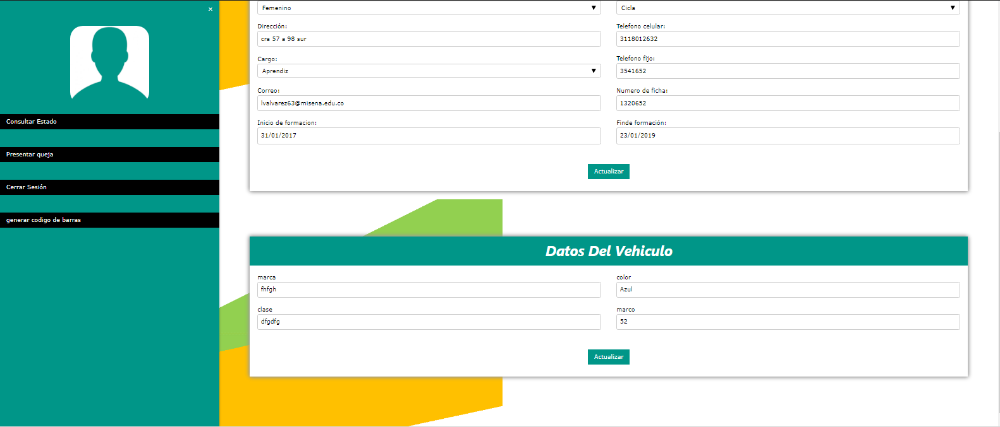 ×
Consultar Estado
Presentar queja
Cerrar Sesión
generar codigo de barras
Femenino
Cicla
Dirección:
Telefono celular:
cra 57 a 98 sur
3118012632
Cargo:
Telefono fijo:
Aprendiz
3541652
Correo:
Numero de ficha:
lvalvarez63@misena.edu.co
1320652
Inicio de formacion:
Finde formación:
31/01/2017
23/01/2019
Actualizar
Datos Del Vehiculo
marca
color
fhfgh
Azul
clase
marco
dfgdfg
52
Actualizar